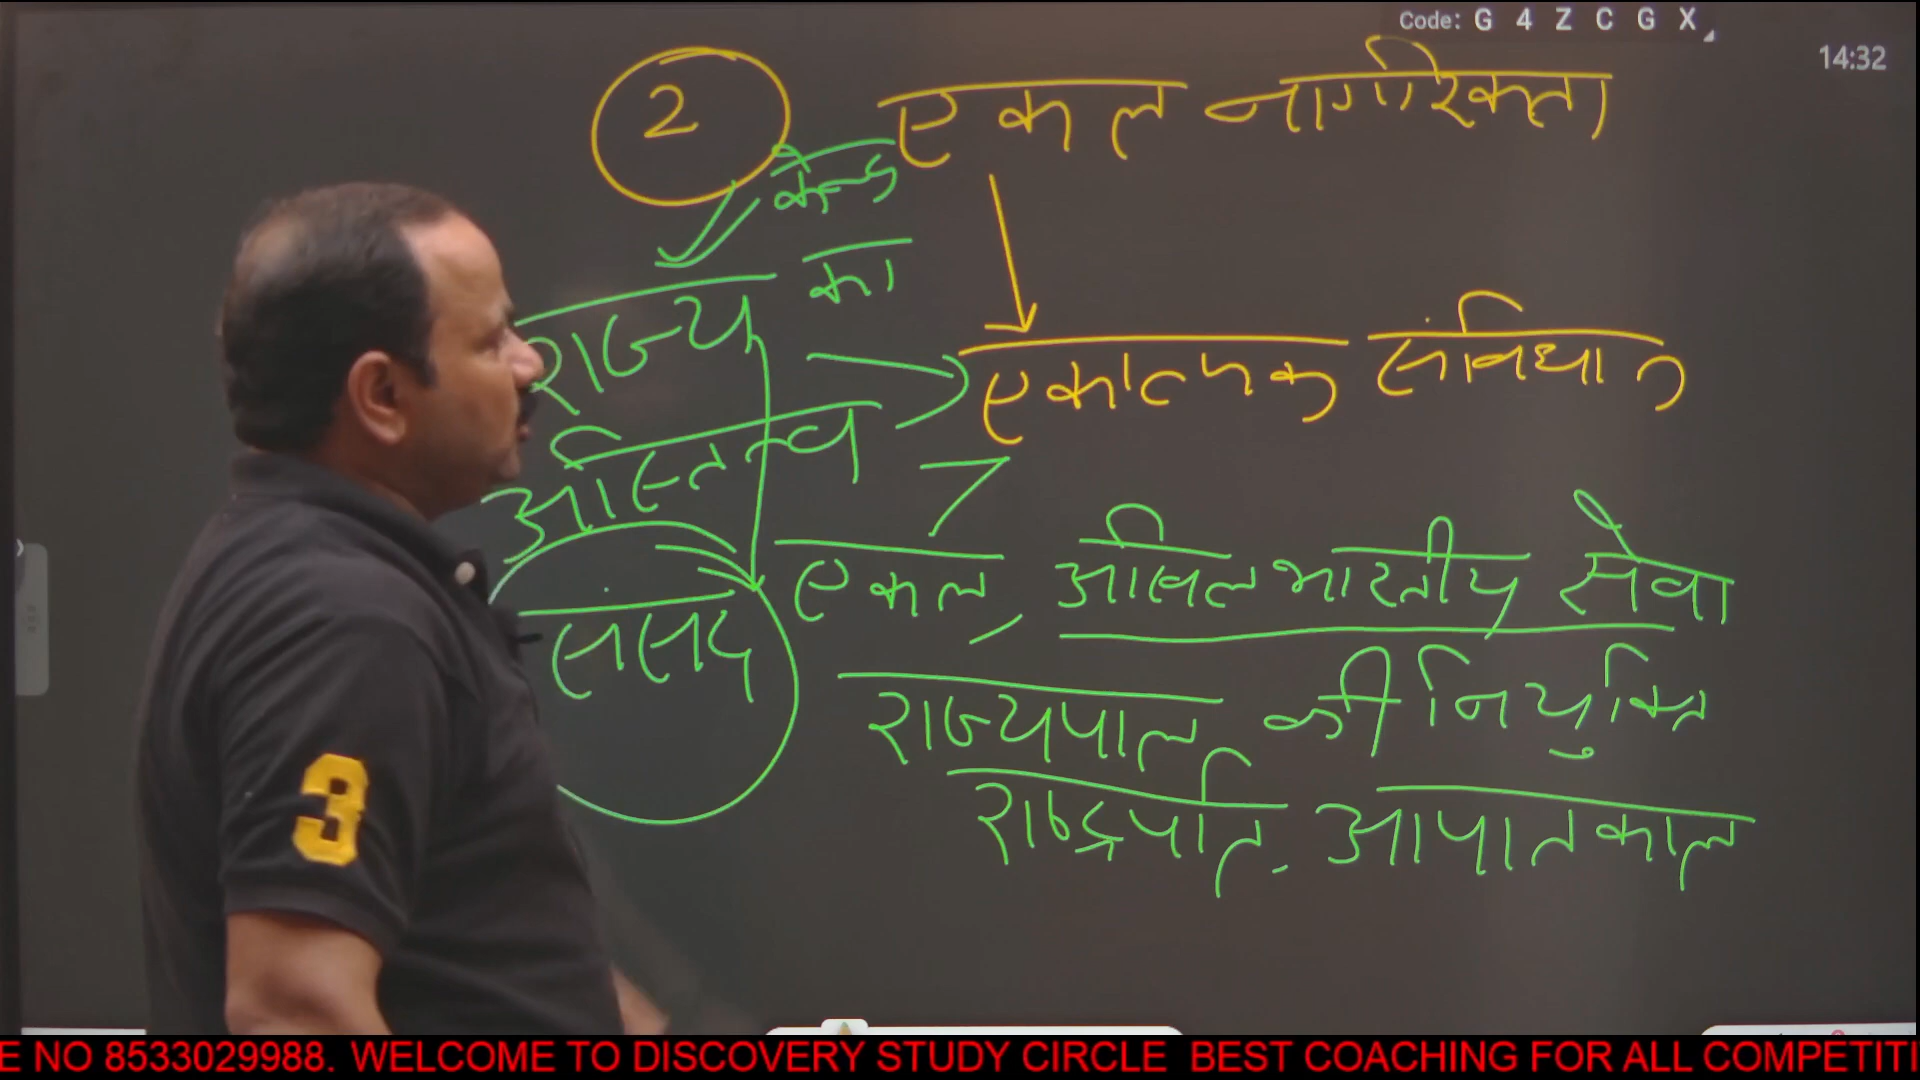 Code: G 4 Z C G X
14:32
2 एकल नागरिकता
केन्द्र
राज्य का
अस्तित्व
संसद
एकात्मक संविधान
एकल, अखिल भारतीय सेवा
राज्यपाल की नियुक्ति
राष्ट्रपति - आपातकाल
3
E NO 8533029988. WELCOME TO DISCOVERY STUDY CIRCLE BEST COACHING FOR ALL COMPETITI